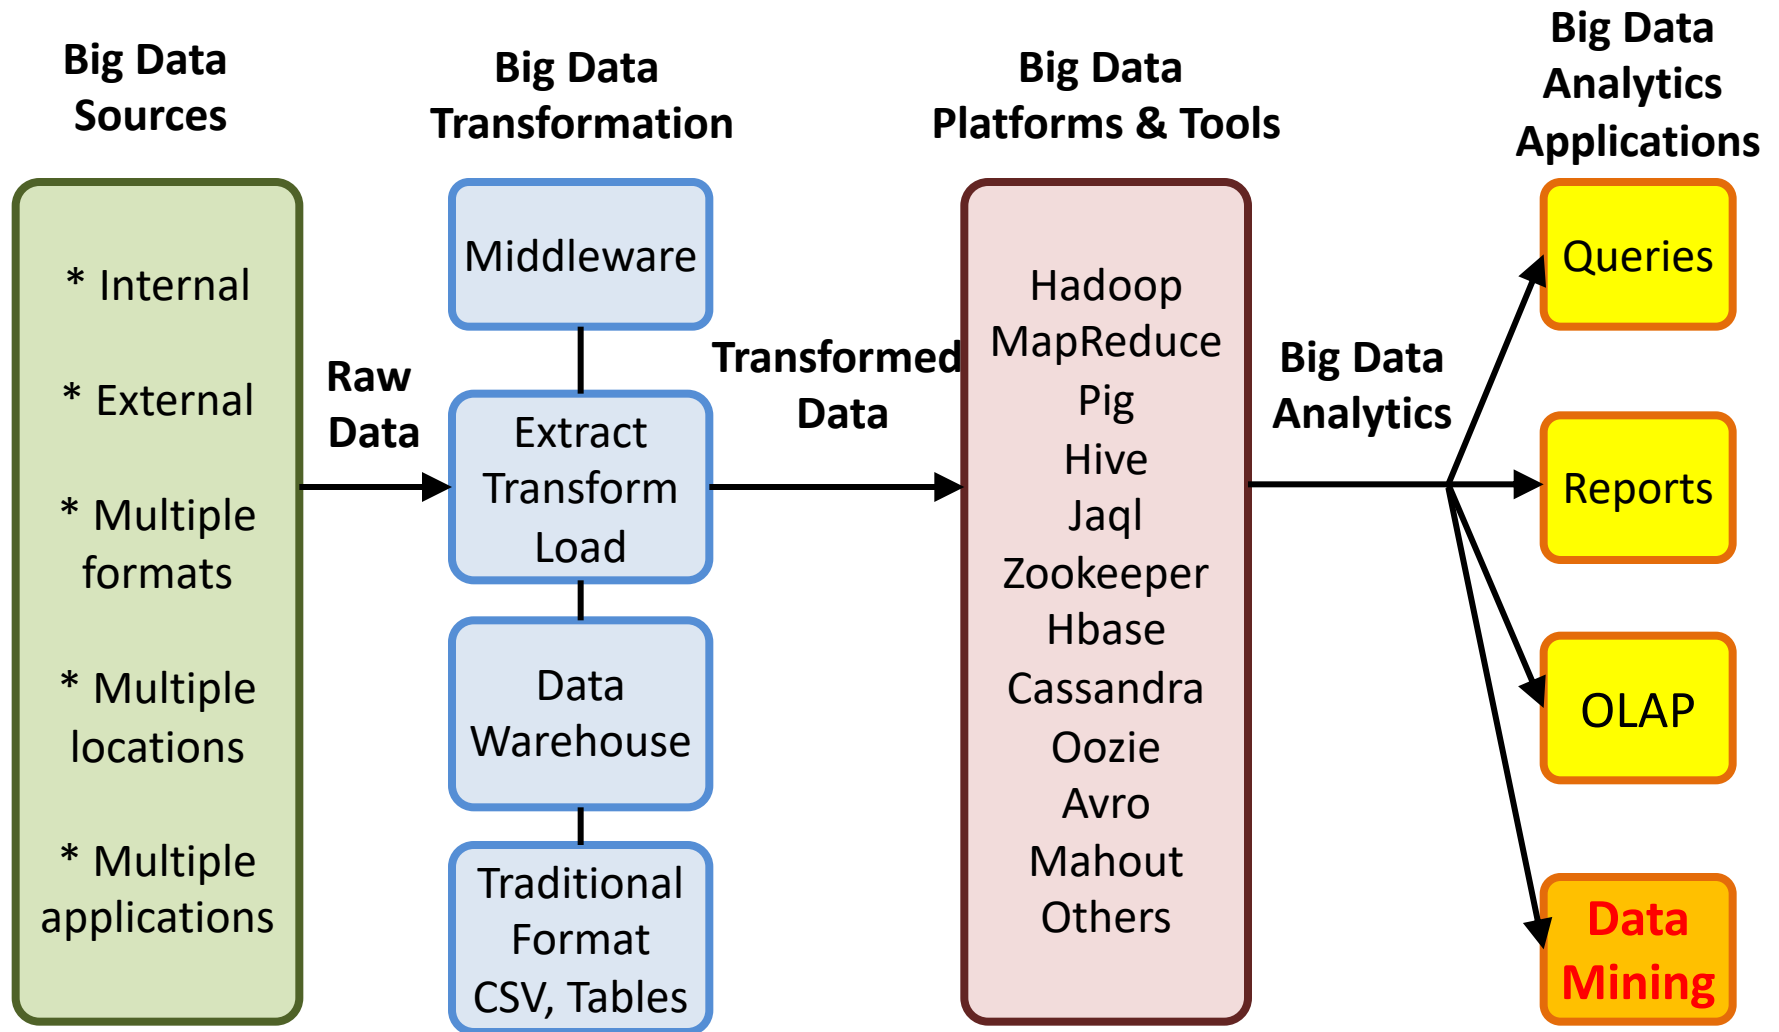 Big Data
Sources
* Internal
* External
* Multiple
formats
* Multiple
locations
* Multiple
applications
Raw
Data
Big Data
Transformation
Middleware
Extract
Transform
Load
Data
Warehouse
Traditional
Format
CSV, Tables
Transformed
Data
Big Data
Platforms & Tools
Hadoop
MapReduce
Pig
Hive
Jaql
Zookeeper
Hbase
Cassandra
Oozie
Avro
Mahout
Others
Big Data
Analytics
Big Data
Analytics
Applications
Queries
Reports
OLAP
Data
Mining